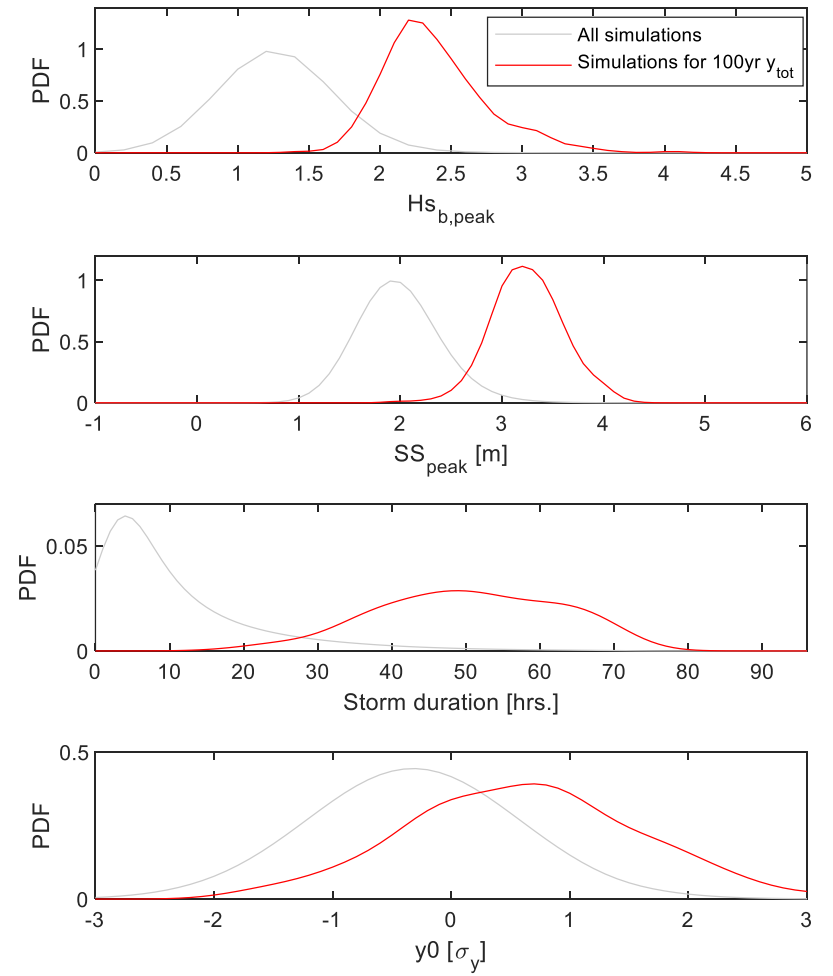 All simulations
Simulations for 100yr y_tot
PDF
1
0.5
0
0 0.5 1 1.5 2 2.5 3 3.5 4 4.5 5
Hs_b,peak
PDF
1
0.5
0
-1 0 1 2 3 4 5 6
SS_peak [m]
PDF
0.05
0
0 10 20 30 40 50 60 70 80 90
Storm duration [hrs.]
PDF
0.5
0
-3 -2 -1 0 1 2 3
y0 [σ_y]